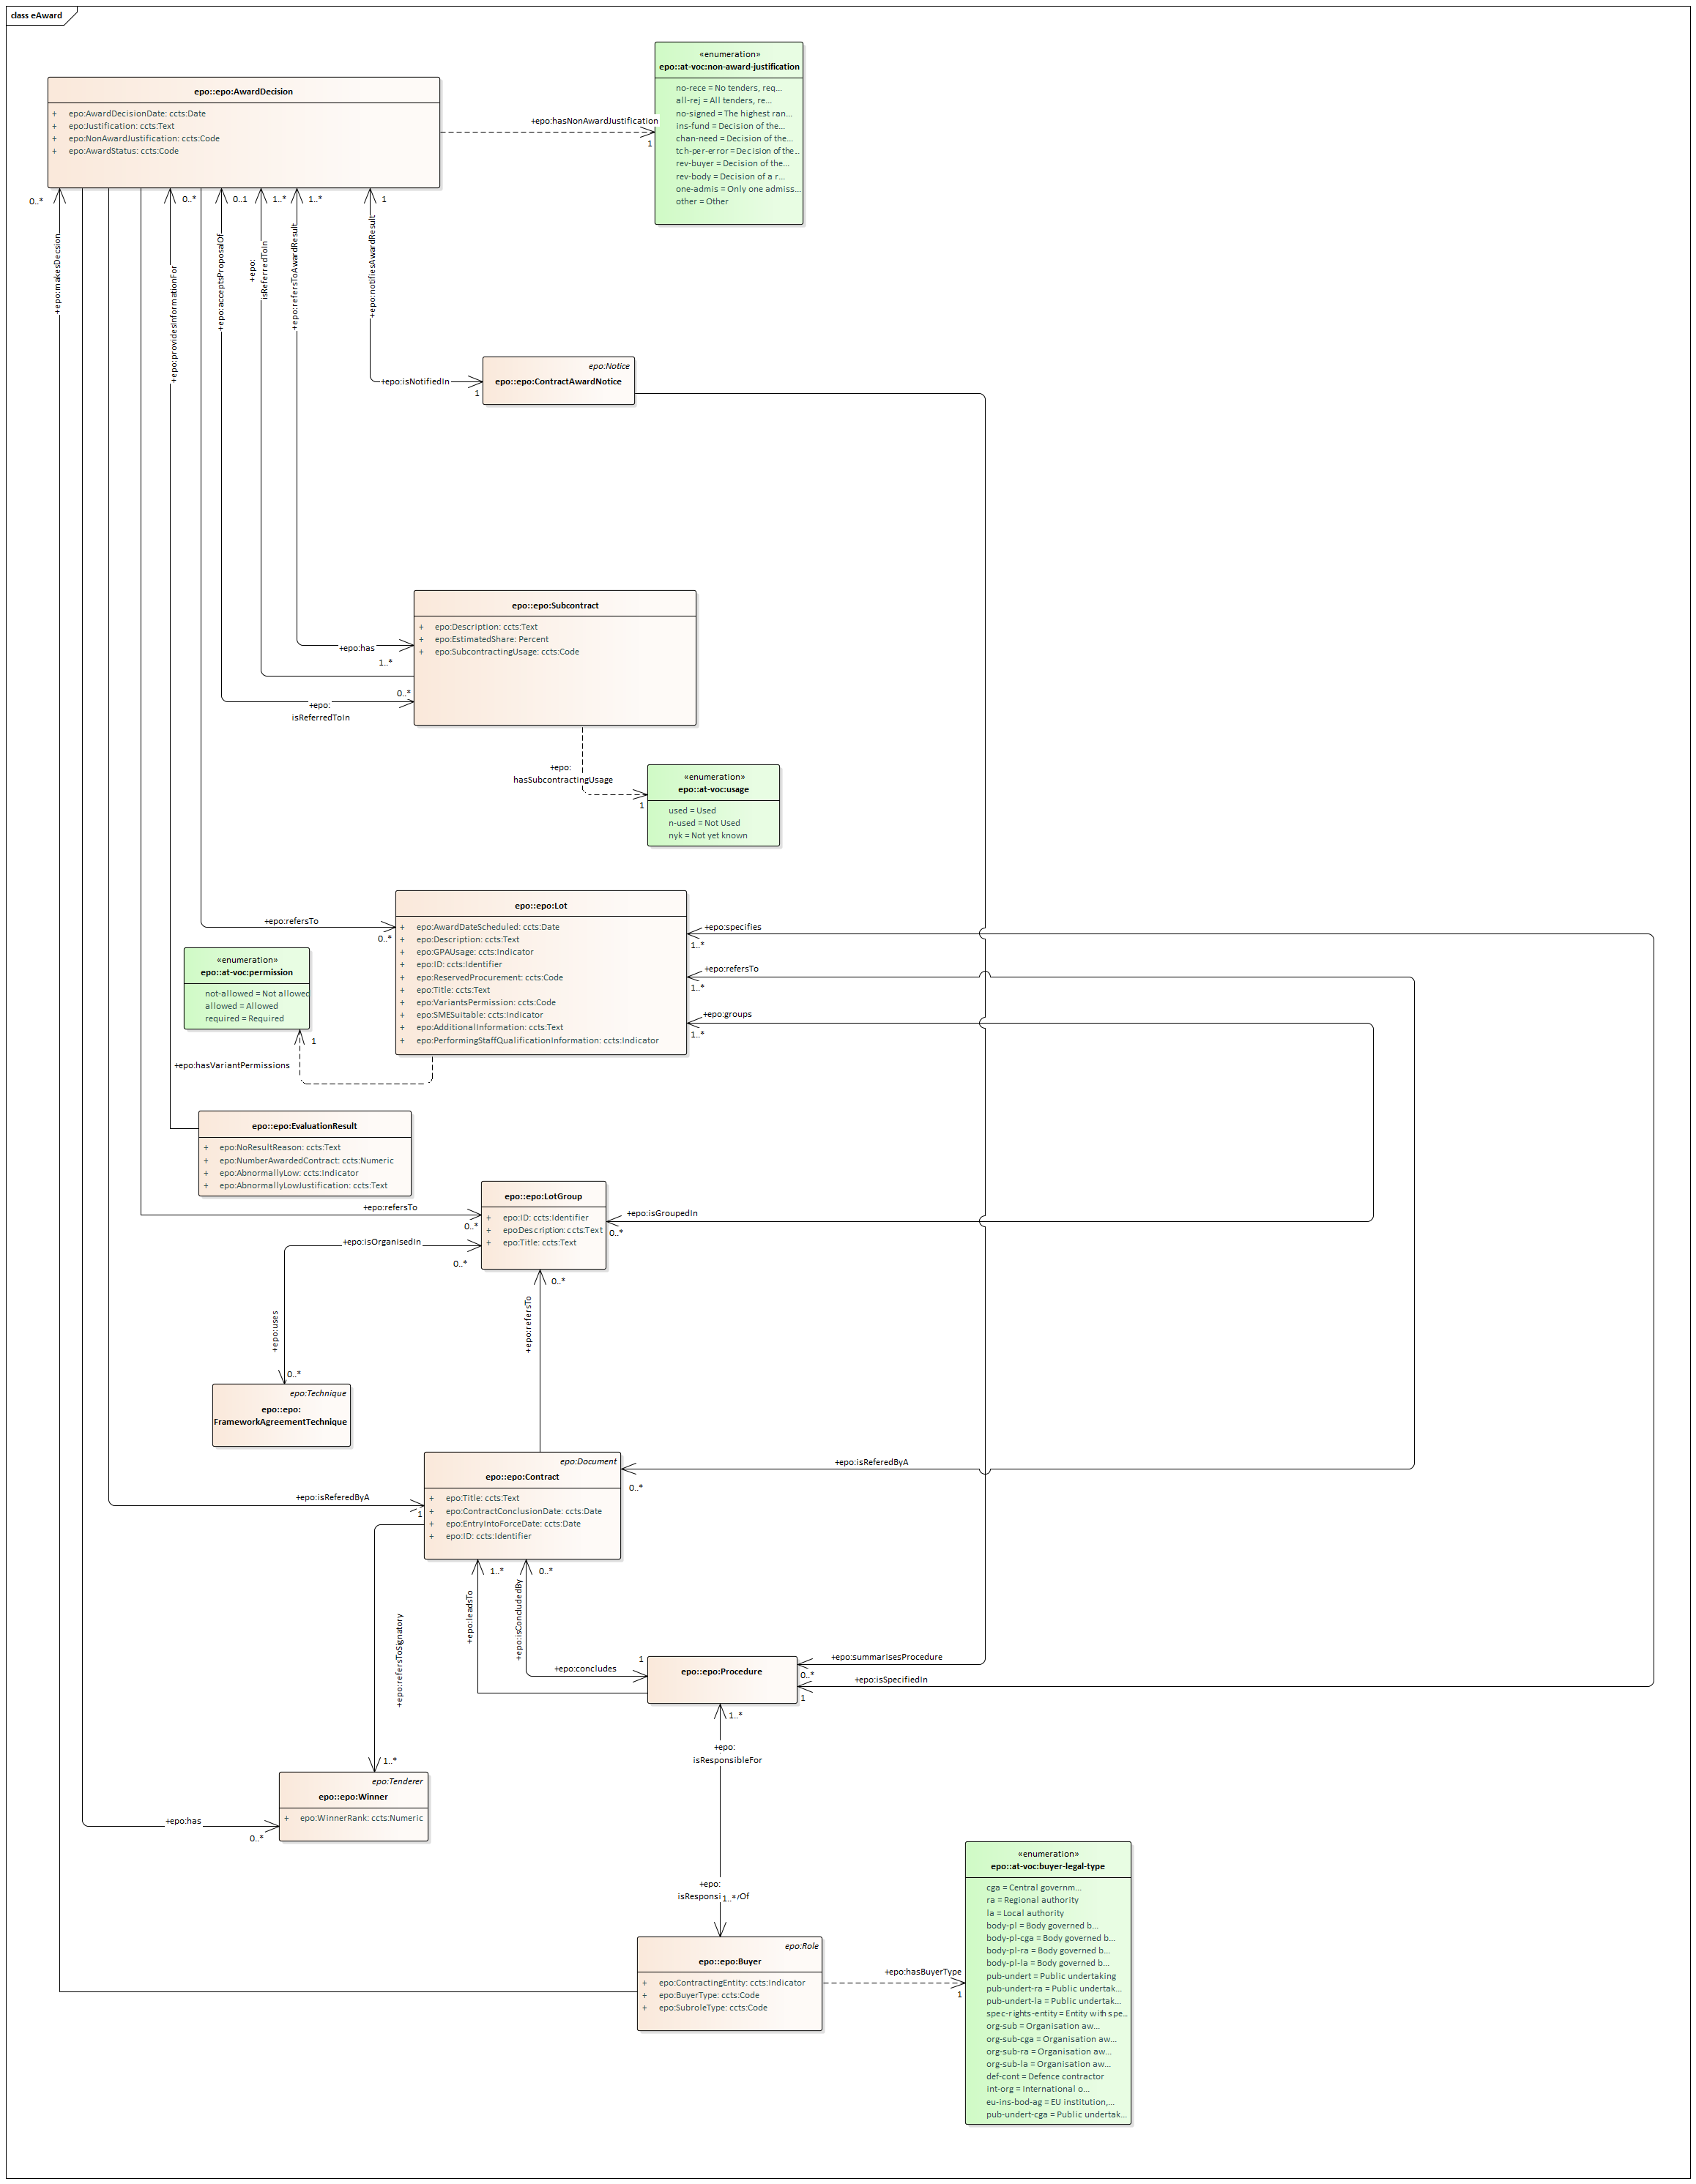 class eAward
«enumeration»
epo::at-voc:non-award-justification
no-rece = No tenders, req...
all-rej = All tenders, re...
no-signed = The highest ran...
ins-fund = Decision of the...
chan-need = Decision of the...
tch-per-error = Decision of the...
rev-buyer = Decision of the...
rev-body = Decision of a r...
one-admis = Only one admiss...
other = Other
epo::epo:AwardDecision
+ epo:AwardDecisionDate: ccts:Date
+ epo:Justification: ccts:Text
+ epo:NonAwardJustification: ccts:Code
+ epo:AwardStatus: ccts:Code
+epo:hasNonAwardJustification
1
0..*
0..*
0..1
1..*
1..*
1
+epo:makesDecsion
+epo:providesInformationFor
+epo:acceptsProposalOf
+epo:
isReferredToIn
+epo:refersToAwardResult
+epo:notifiesAwardResult
+epo:isNotifiedIn
1
epo:Notice
epo::epo:ContractAwardNotice
epo::epo:Subcontract
+ epo:Description: ccts:Text
+ epo:EstimatedShare: Percent
+ epo:SubcontractingUsage: ccts:Code
+epo:has
1..*
0..*
+epo:
isReferredToIn
+epo:
hasSubcontractingUsage
1
«enumeration»
epo::at-voc:usage
used = Used
n-used = Not Used
nyk = Not yet known
epo::epo:Lot
+ epo:AwardDateScheduled: ccts:Date
+ epo:Description: ccts:Text
+ epo:GPAUsage: ccts:Indicator
+ epo:ID: ccts:Identifier
+ epo:ReservedProcurement: ccts:Code
+ epo:Title: ccts:Text
+ epo:VariantsPermission: ccts:Code
+ epo:SMESuitable: ccts:Indicator
+ epo:AdditionalInformation: ccts:Text
+ epo:PerformingStaffQualificationInformation: ccts:Indicator
+epo:refersTo
0..*
+epo:specifies
1..*
+epo:refersTo
1..*
+epo:groups
1..*
«enumeration»
epo::at-voc:permission
not-allowed = Not allowed
allowed = Allowed
required = Required
1
+epo:hasVariantPermissions
epo::epo:EvaluationResult
+ epo:NoResultReason: ccts:Text
+ epo:NumberAwardedContract: ccts:Numeric
+ epo:AbnormallyLow: ccts:Indicator
+ epo:AbnormallyLowJustification: ccts:Text
+epo:refersTo
0..*
epo::epo:LotGroup
+ epo:ID: ccts:Identifier
+ epoDescription: ccts:Text
+ epo:Title: ccts:Text
+epo:isGroupedIn
0..*
+epo:isOrganisedIn
0..*
+epo:uses
0..*
0..*
+epo:refersTo
epo:Technique
epo::epo:
FrameworkAgreementTechnique
epo:Document
epo::epo:Contract
+ epo:Title: ccts:Text
+ epo:ContractConclusionDate: ccts:Date
+ epo:EntryIntoForceDate: ccts:Date
+ epo:ID: ccts:Identifier
+epo:isReferedByA
0..*
+epo:isReferedByA
1
1..*
0..*
+epo:leadsTo
+epo:isConcludedBy
+epo:refersToSignatory
+epo:concludes
1
epo::epo:Procedure
+epo:summarisesProcedure
0..*
+epo:isSpecifiedIn
1
1..*
+epo:
isResponsibleFor
1..*
epo:Tenderer
epo::epo:Winner
+ epo:WinnerRank: ccts:Numeric
+epo:has
0..*
+epo:
1..*
epo:Role
epo::epo:Buyer
+ epo:ContractingEntity: ccts:Indicator
+ epo:BuyerType: ccts:Code
+ epo:SubroleType: ccts:Code
+epo:hasBuyerType
1
«enumeration»
epo::at-voc:buyer-legal-type
cga = Central governm...
ra = Regional authority
la = Local authority
body-pl = Body governed b...
body-pl-cga = Body governed b...
body-pl-ra = Body governed b...
body-pl-la = Body governed b...
pub-undert = Public undertaking
pub-undert-ra = Public undertak...
pub-undert-la = Public undertak...
spec-rights-entity = Entity with spe...
org-sub = Organisation aw...
org-sub-cga = Organisation aw...
org-sub-ra = Organisation aw...
org-sub-la = Organisation aw...
def-cont = Defence contractor
int-org = International o...
eu-ins-bod-ag = EU institution,...
pub-undert-cga = Public undertak...